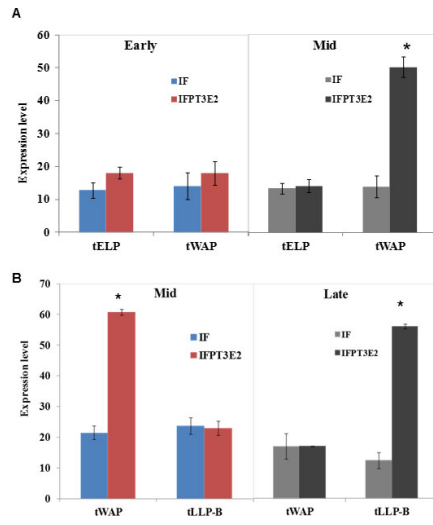 A
Early
Mid
*
IF
IFPT3E2
IF
IFPT3E2
Expression level
60
50
40
30
20
10
0
tELP
tWAP
tELP
tWAP
B
Mid
Late
*
*
IF
IFPT3E2
IF
IFPT3E2
Expression level
70
60
50
40
30
20
10
0
tWAP
tLLP-B
tWAP
tLLP-B